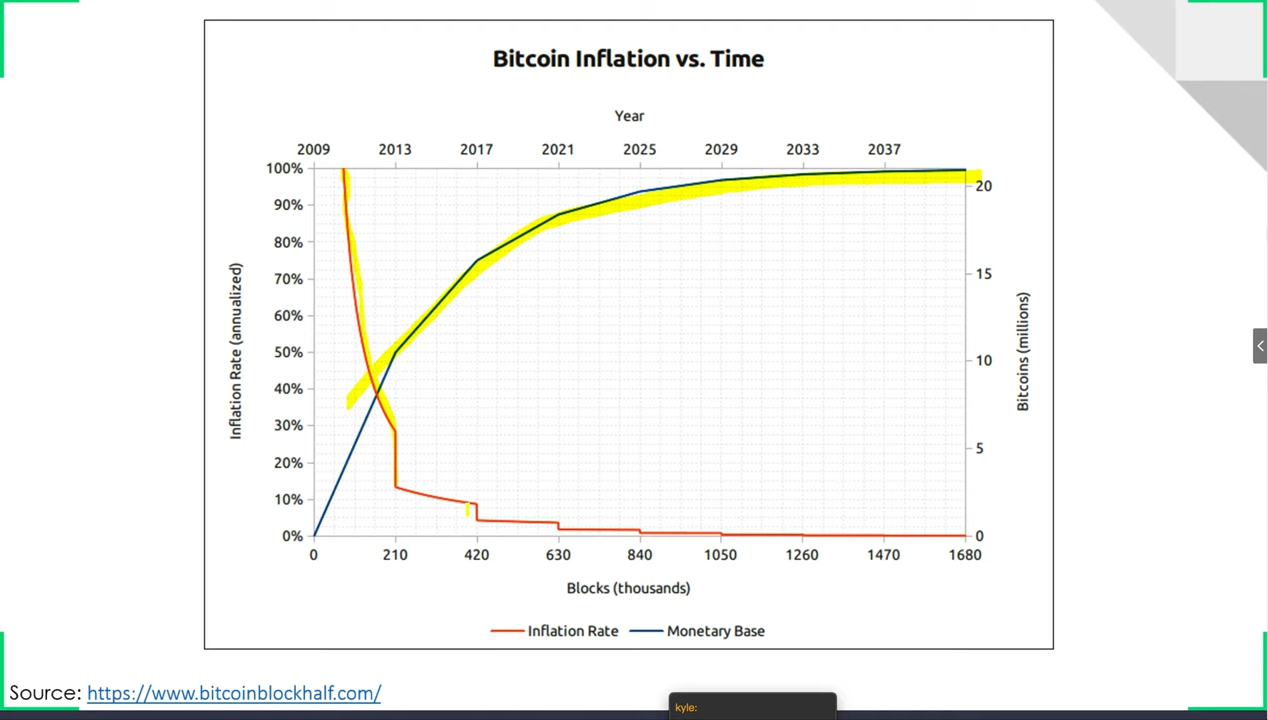 Bitcoin Inflation vs. Time
Year
2009 2013 2017 2021 2025 2029 2033 2037
100%
90%
80%
70%
60%
50%
40%
30%
20%
10%
0%
Inflation Rate (annualized)
20
15
10
5
0
Bitcoins (millions)
0 210 420 630 840 1050 1260 1470 1680
Blocks (thousands)
Inflation Rate Monetary Base
Source: https://www.bitcoinblockhalf.com/
kyle: